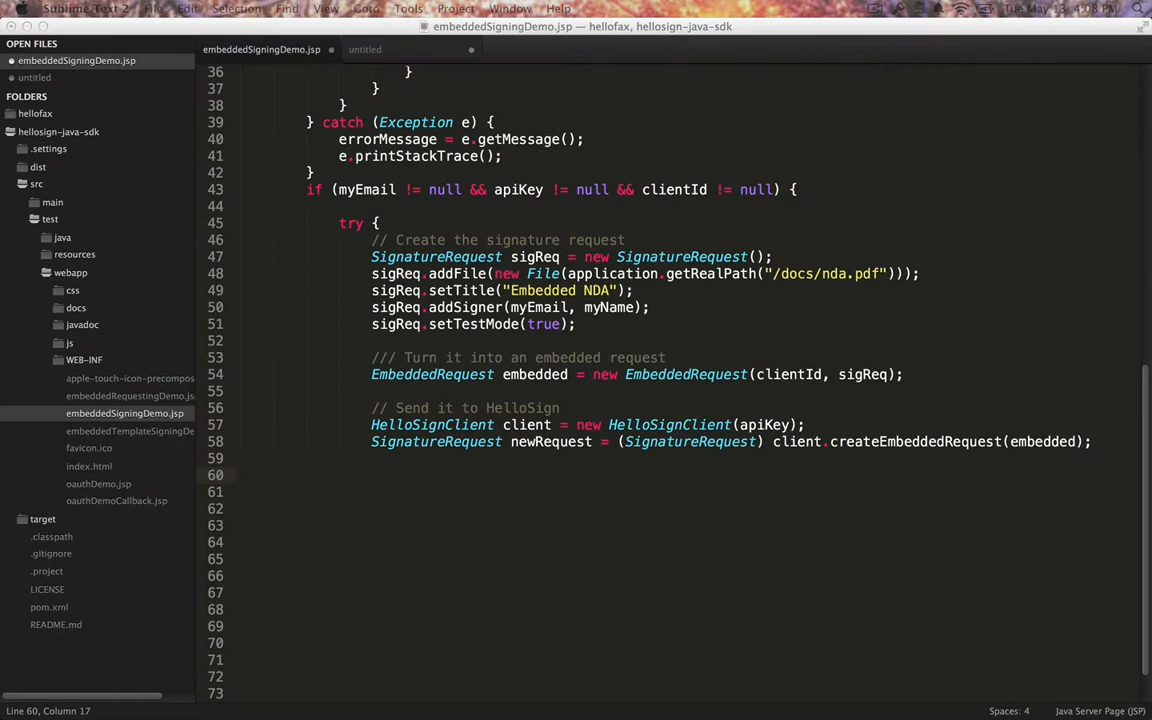 Sublime Text 2 File Edit Selection Find View Goto Tools Project Window Help Tue May 13 4:08 PM
embeddedSigningDemo.jsp — hellofax, hellosign-java-sdk
OPEN FILES
embeddedSigningDemo.jsp
untitled
FOLDERS
hellofax
hellosign-java-sdk
.settings
dist
src
main
test
java
resources
webapp
css
docs
javadoc
js
WEB-INF
apple-touch-icon-precompos
embeddedRequestingDemo.js
embeddedSigningDemo.jsp
embeddedTemplateSigningDe
favicon.ico
index.html
oauthDemo.jsp
oauthDemoCallback.jsp
target
.classpath
.gitignore
.project
LICENSE
pom.xml
README.md
embeddedSigningDemo.jsp untitled
36 }
37 }
38 }
39 } catch (Exception e) {
40 errorMessage = e.getMessage();
41 e.printStackTrace();
42 }
43 if (myEmail != null && apiKey != null && clientId != null) {
44
45 try {
46 // Create the signature request
47 SignatureRequest sigReq = new SignatureRequest();
48 sigReq.addFile(new File(application.getRealPath("/docs/nda.pdf")));
49 sigReq.setTitle("Embedded NDA");
50 sigReq.addSigner(myEmail, myName);
51 sigReq.setTestMode(true);
52
53 /// Turn it into an embedded request
54 EmbeddedRequest embedded = new EmbeddedRequest(clientId, sigReq);
55
56 // Send it to HelloSign
57 HelloSignClient client = new HelloSignClient(apiKey);
58 SignatureRequest newRequest = (SignatureRequest) client.createEmbeddedRequest(embedded);
59
60
61
62
63
64
65
66
67
68
69
70
71
72
73
Line 60, Column 17 Spaces: 4 Java Server Page (JSP)